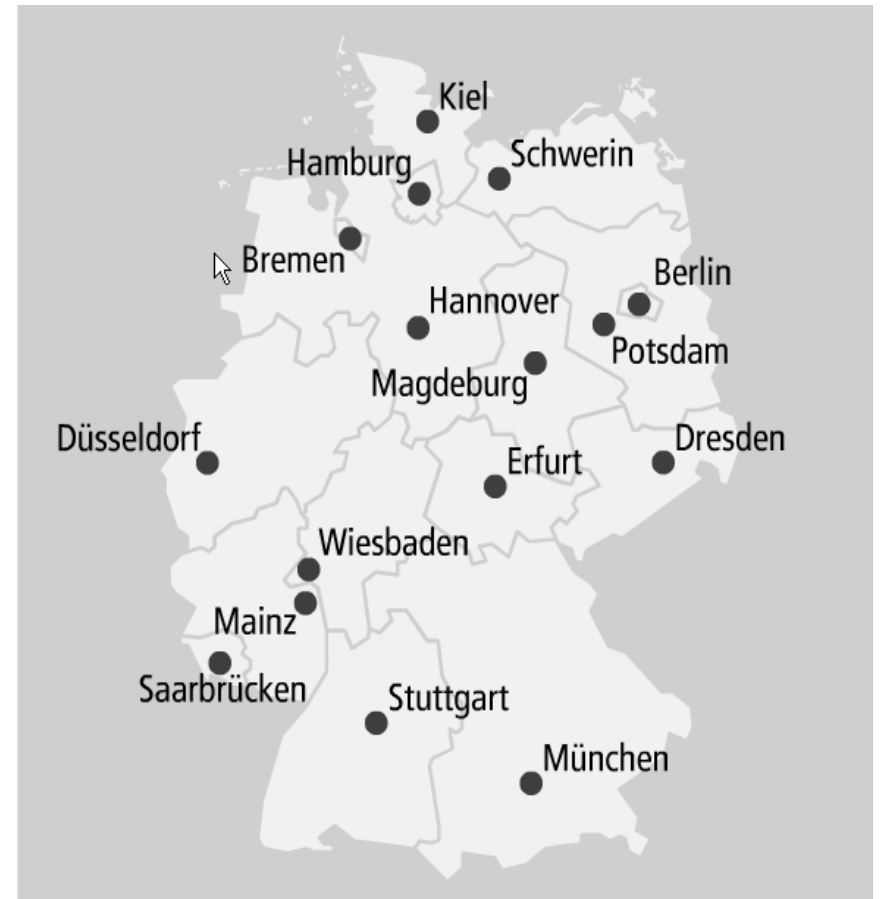 Kiel
Schwerin
Hamburg
Bremen
Berlin
Hannover
Potsdam
Magdeburg
Düsseldorf
Dresden
Erfurt
Wiesbaden
Mainz
Saarbrücken
Stuttgart
München